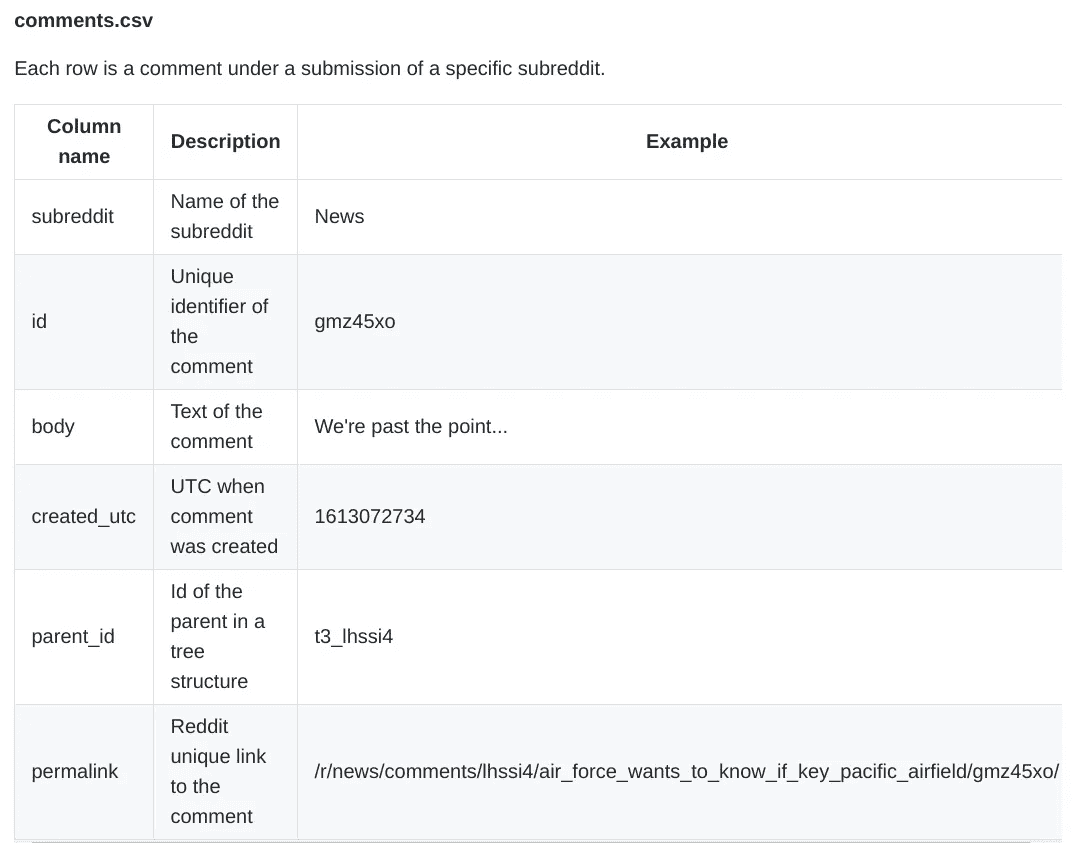 comments.csv
Each row is a comment under a submission of a specific subreddit.
Column
name
Description
Example
subreddit
Name of the
subreddit
News
id
Unique
identifier of
the
comment
gmz45xo
body
Text of the
comment
We're past the point...
created_utc
UTC when
comment
was created
1613072734
parent_id
Id of the
parent in a
tree
structure
t3_lhssi4
permalink
Reddit
unique link
to the
comment
/r/news/comments/lhssi4/air_force_wants_to_know_if_key_pacific_airfield/gmz45xo/